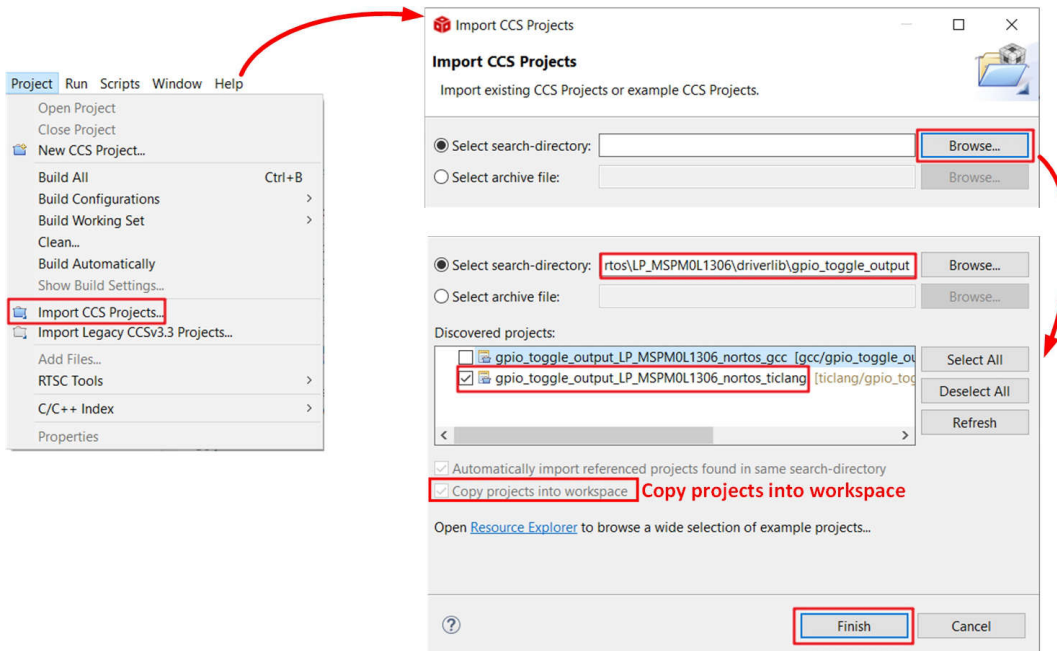 Project Run Scripts Window Help
Open Project
Close Project
New CCS Project...
Build All Ctrl+B
Build Configurations >
Build Working Set >
Clean...
Build Automatically
Show Build Settings...
Import CCS Projects...
Import Legacy CCSv3.3 Projects...
Add Files...
RTSC Tools >
C/C++ Index >
Properties
Import CCS Projects
Import CCS Projects
Import existing CCS Projects or example CCS Projects.
Select search-directory: Browse...
Select archive file: Browse...
Select search-directory: rtos\LP_MSPM0L1306\driverlib\gpio_toggle_output Browse...
Select archive file: Browse...
Discovered projects:
gpio_toggle_output_LP_MSPM0L1306_nortos_gcc [gcc/gpio_toggle_ou Select All
gpio_toggle_output_LP_MSPM0L1306_nortos_ticlang [ticlang/gpio_tog
Deselect All
Refresh
Automatically import referenced projects found in same search-directory
Copy projects into workspace Copy projects into workspace
Open Resource Explorer to browse a wide selection of example projects...
? Finish Cancel